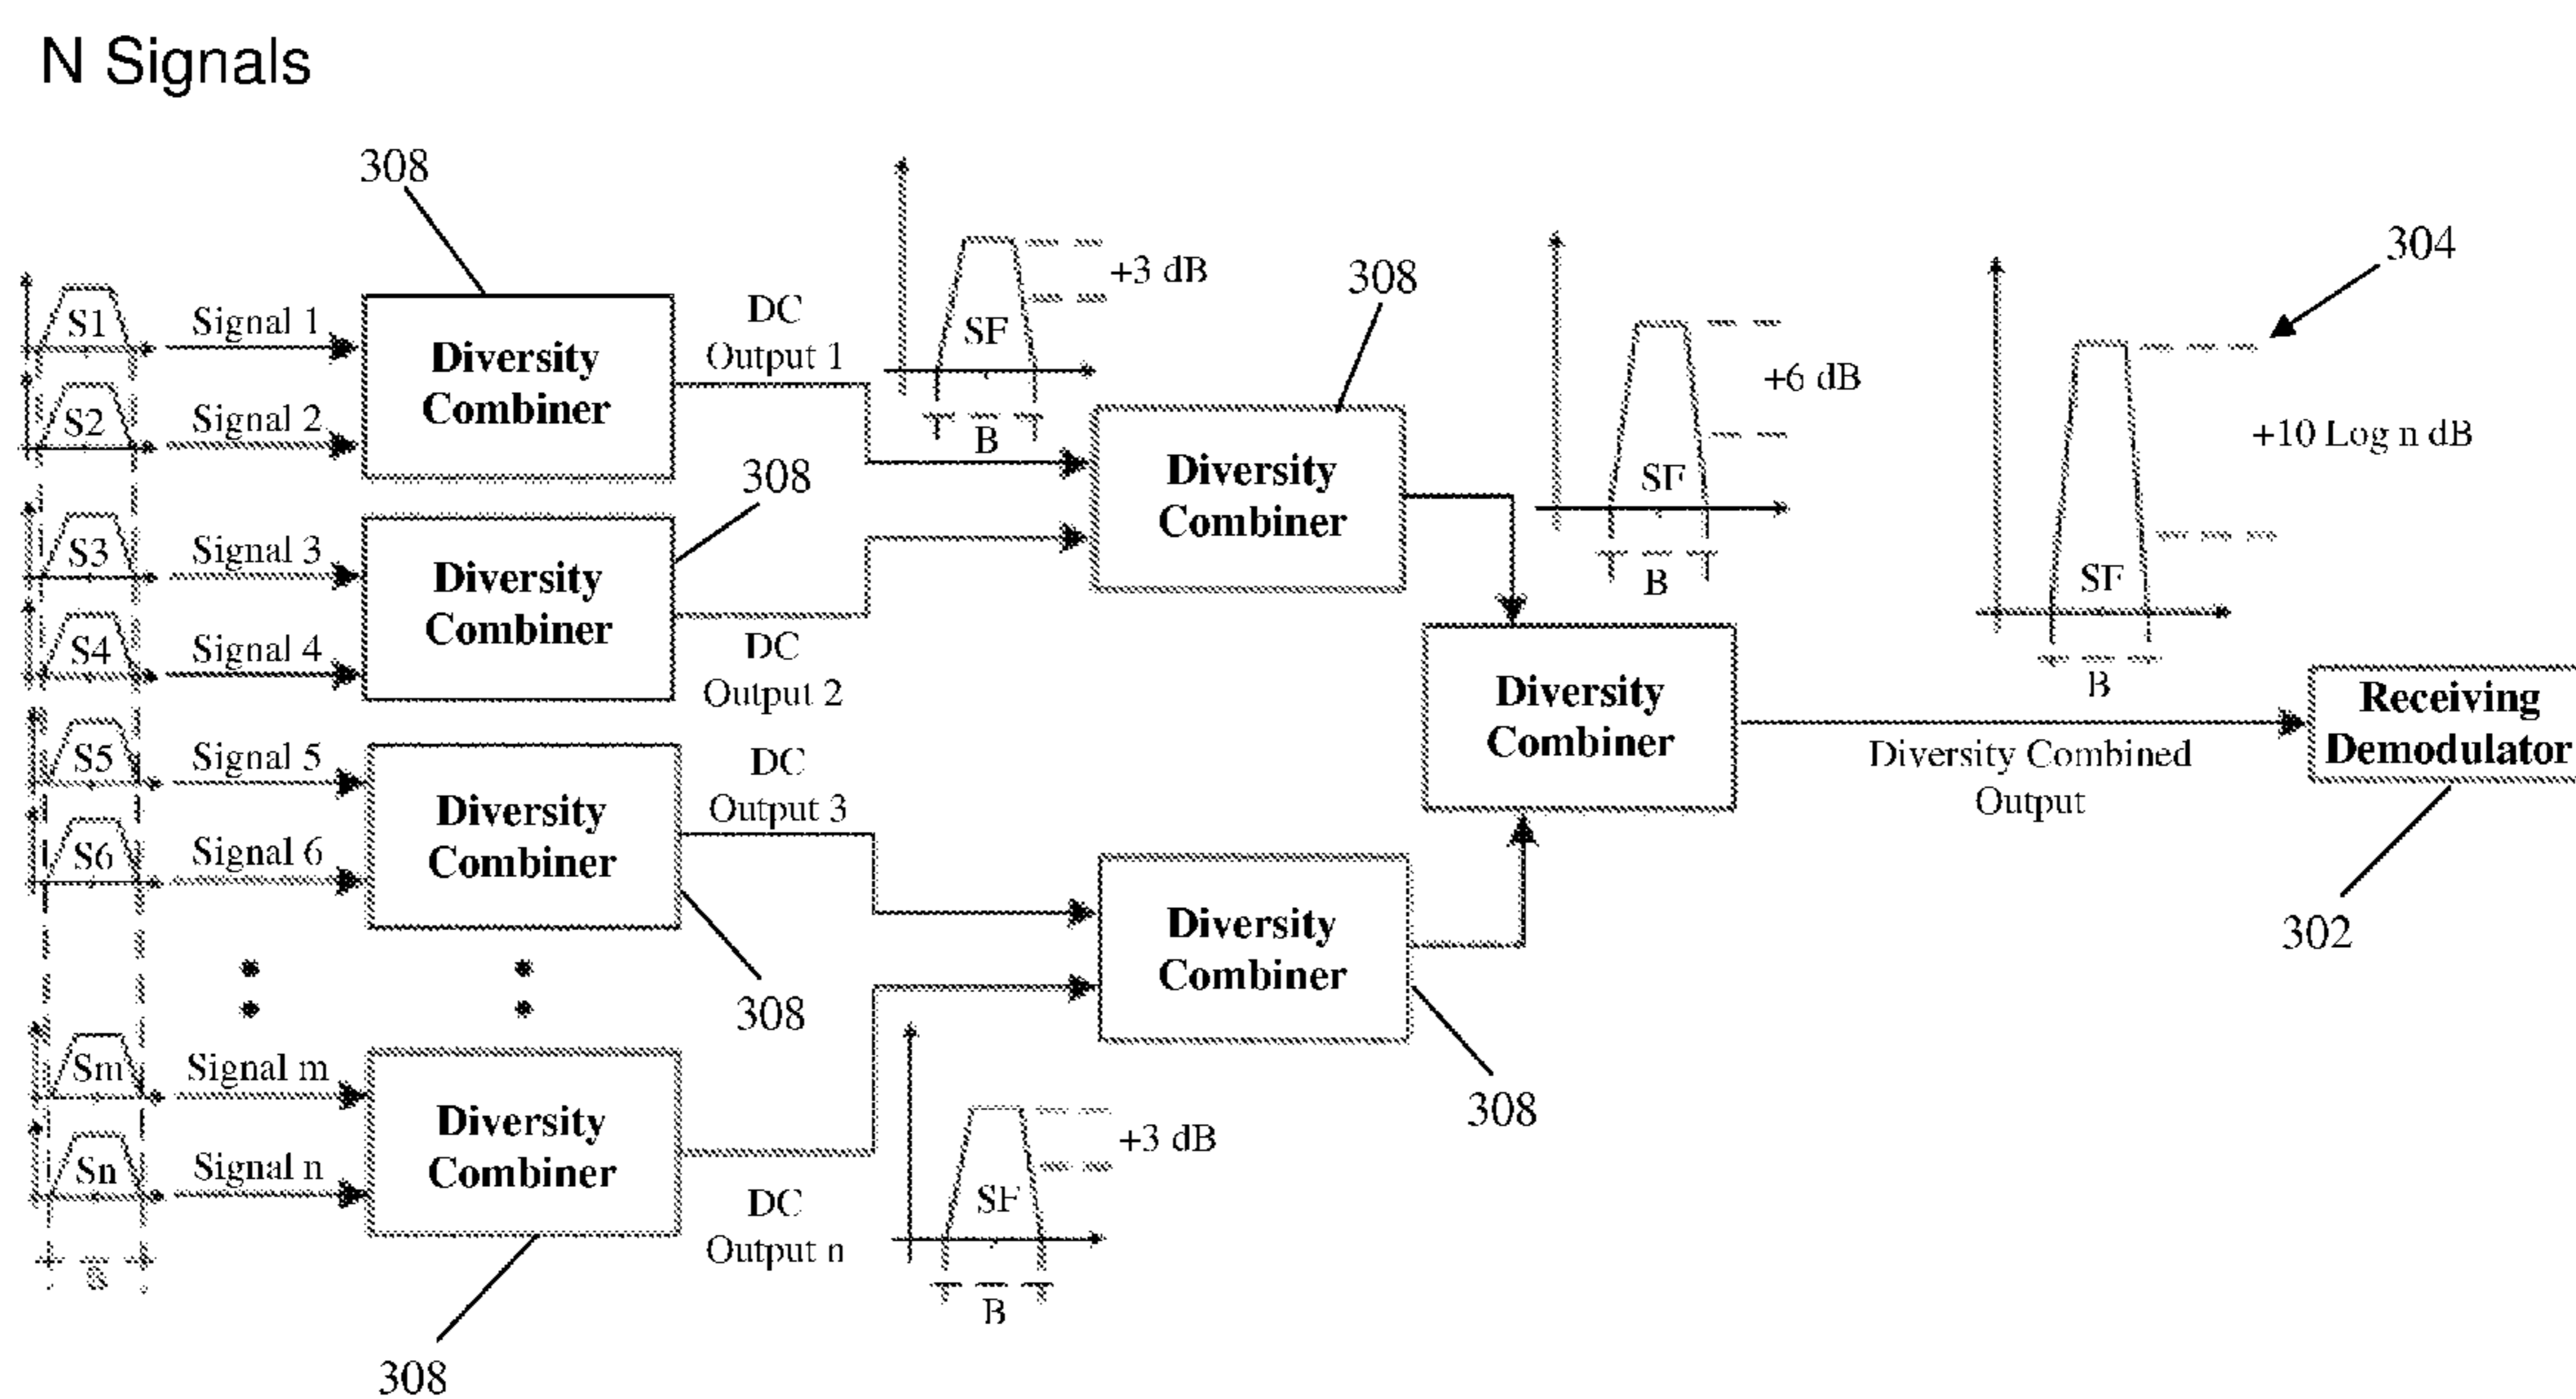 N Signals
308
304
308
+3 dB
+6 dB
+10 Log n dB
S1
Signal 1
S2
Signal 2
Diversity
Combiner
DC
Output 1
SF
B
308
S3
Signal 3
S4
Signal 4
Diversity
Combiner
DC
Output 2
Diversity
Combiner
SF
B
SF
B
S5
Signal 5
S6
Signal 6
Diversity
Combiner
DC
Output 3
308
Diversity
Combiner
Diversity Combined
Output
Receiving
Demodulator
302
Diversity
Combiner
308
Sm
Signal m
Sn
Signal n
Diversity
Combiner
DC
Output n
308
+3 dB
SF
B